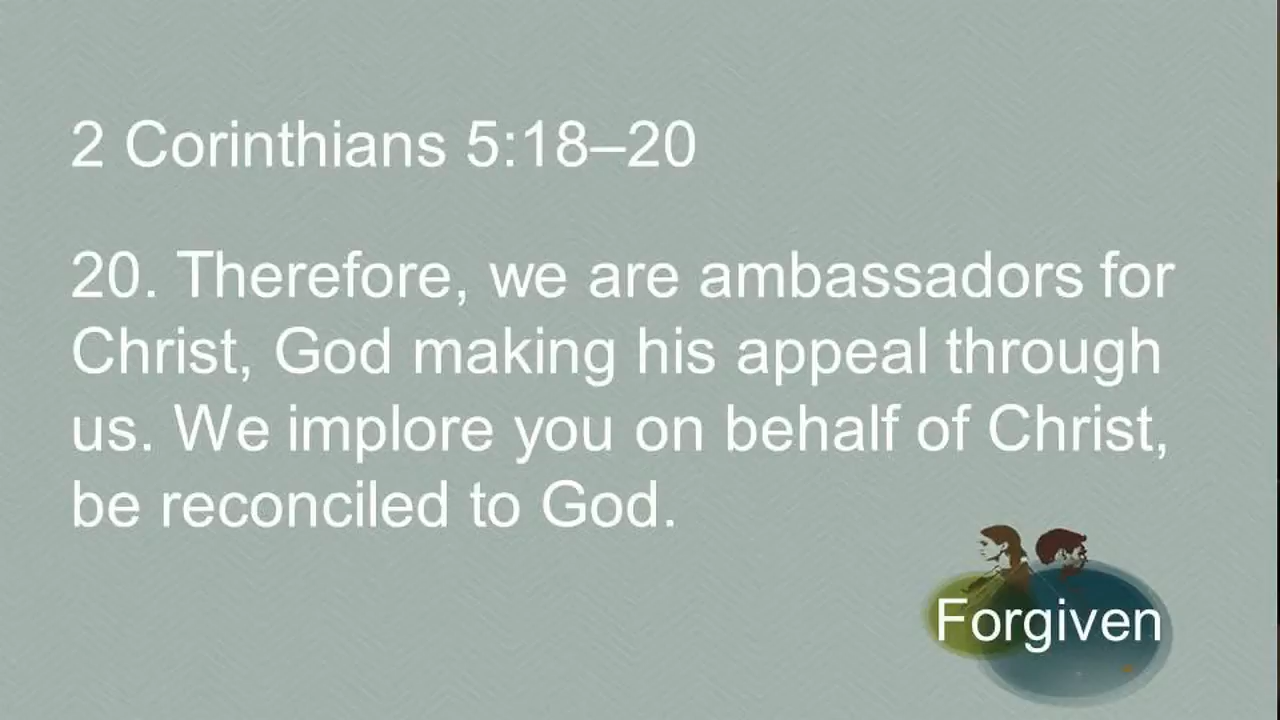 2 Corinthians 5:18–20
20. Therefore, we are ambassadors for
Christ, God making his appeal through
us. We implore you on behalf of Christ,
be reconciled to God.
Forgiven